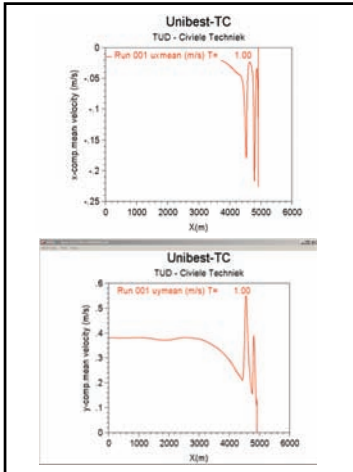 Unibest-TC
TUD - Civiele Techniek
Run 001 uxmean (m/s) T= 1.00
x-comp.mean velocity (m/s)
0
-.05
-.1
-.15
-.2
-.25
0 1000 2000 3000 4000 5000 6000
X(m)
Unibest-TC
TUD - Civiele Techniek
Run 001 uymean (m/s) T= 1.00
y-comp.mean velocity (m/s)
.6
.5
.4
.3
.2
.1
0
0 1000 2000 3000 4000 5000 6000
X(m)